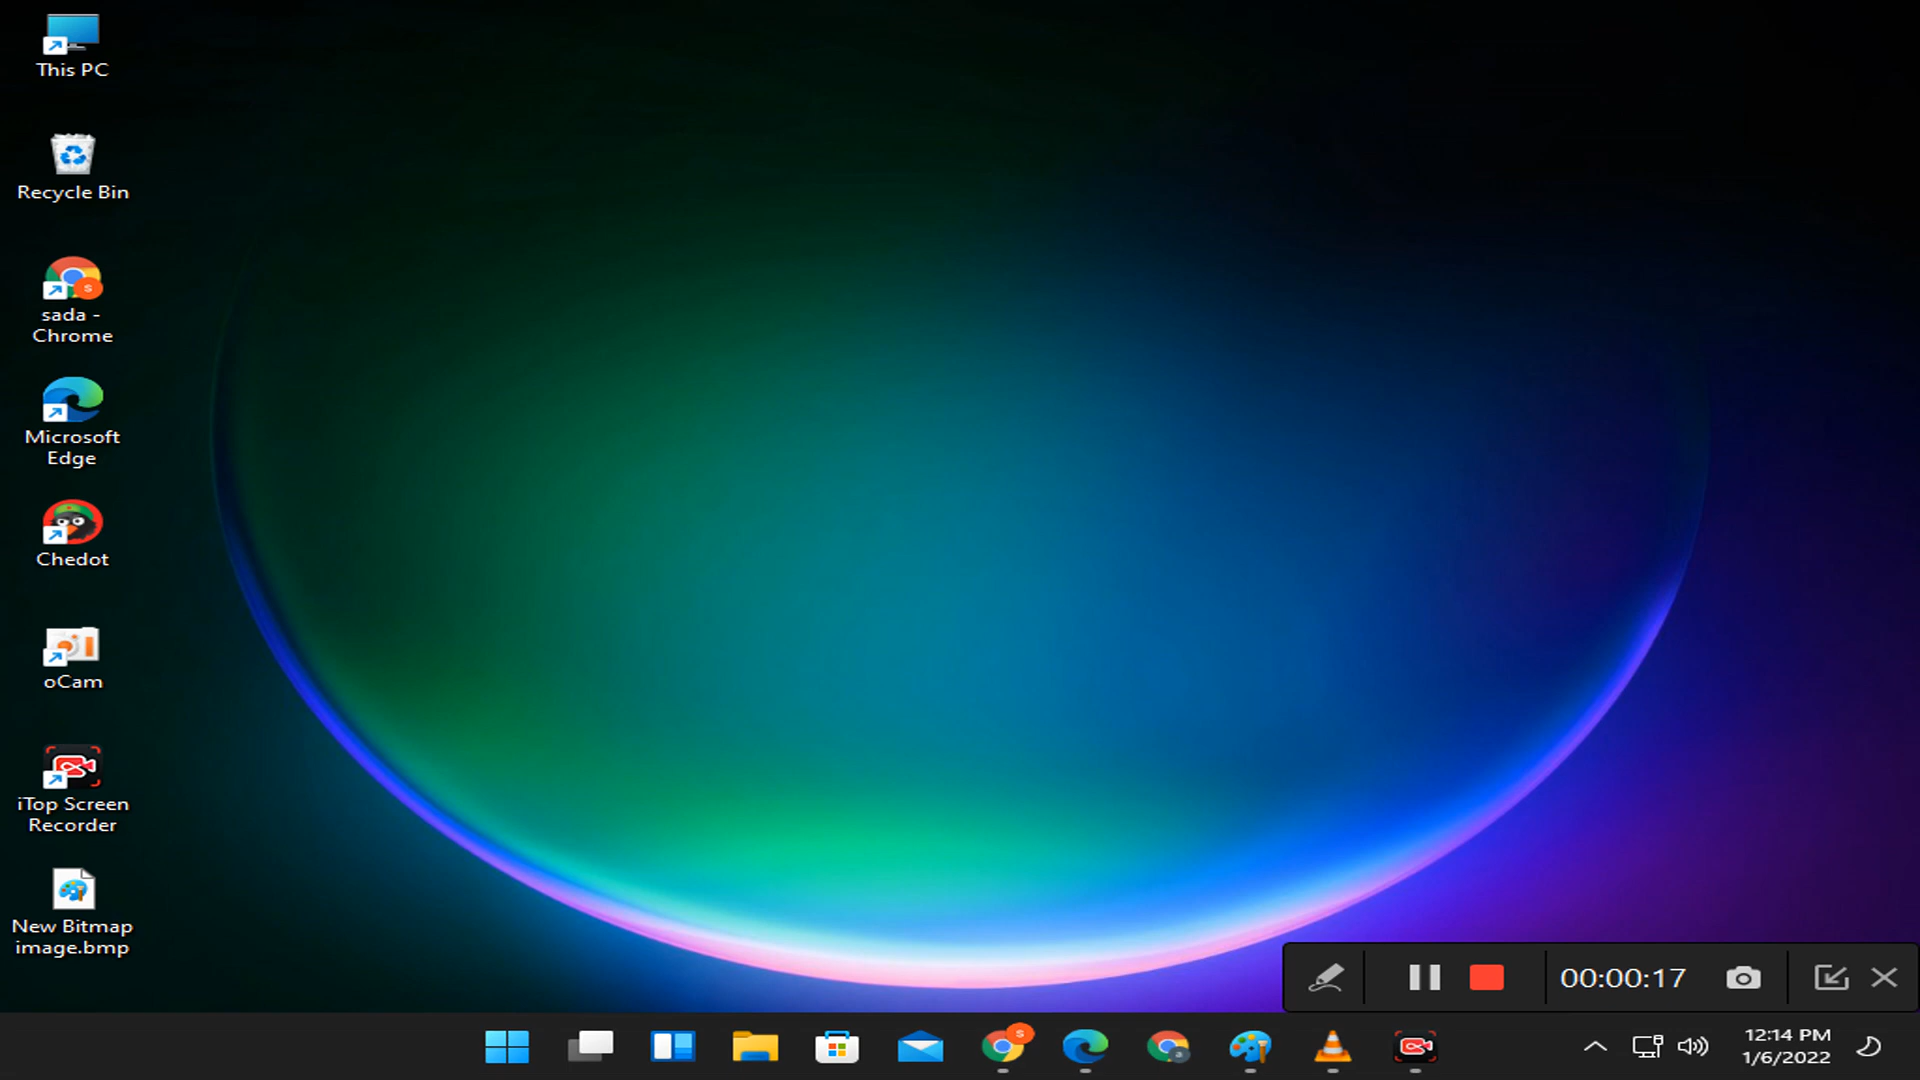 This PC
Recycle Bin
sada -
Chrome
Microsoft
Edge
Chedot
oCam
iTop Screen
Recorder
New Bitmap
image.bmp
00:00:17
S
S
12:14 PM
1/6/2022